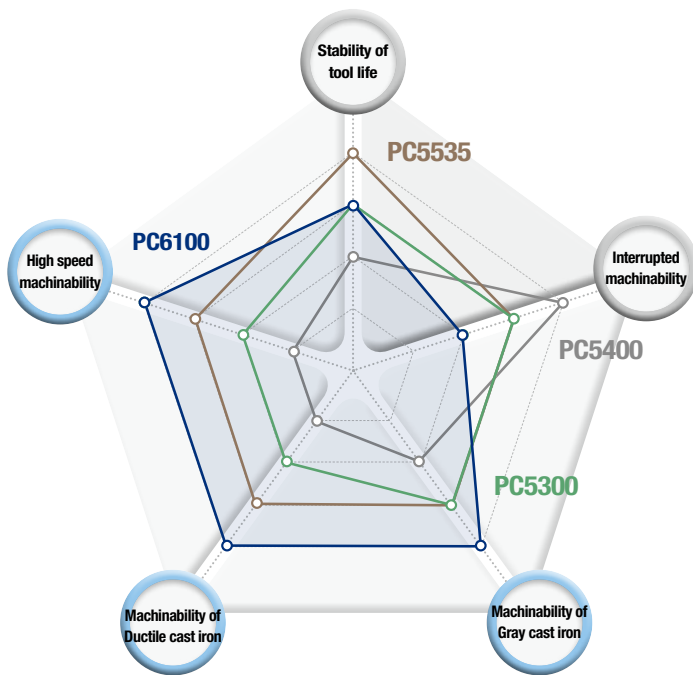 Stability of
tool life
PC5535
PC6100
High speed
machinability
Interrupted
machinability
PC5400
PC5300
Machinability of
Ductile cast iron
Machinability of
Gray cast iron